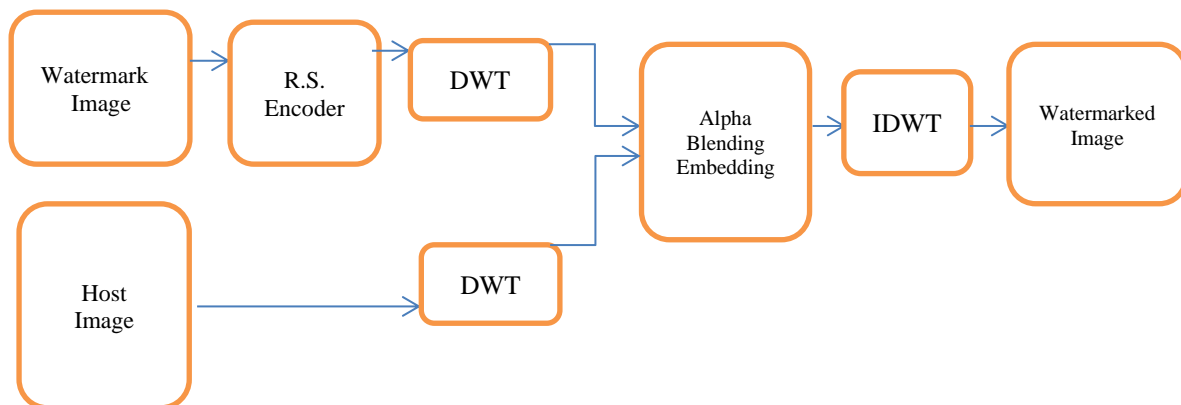 Watermark
Image
R.S.
Encoder
DWT
Alpha
Blending
Embedding
IDWT
Watermarked
Image
Host
Image
DWT